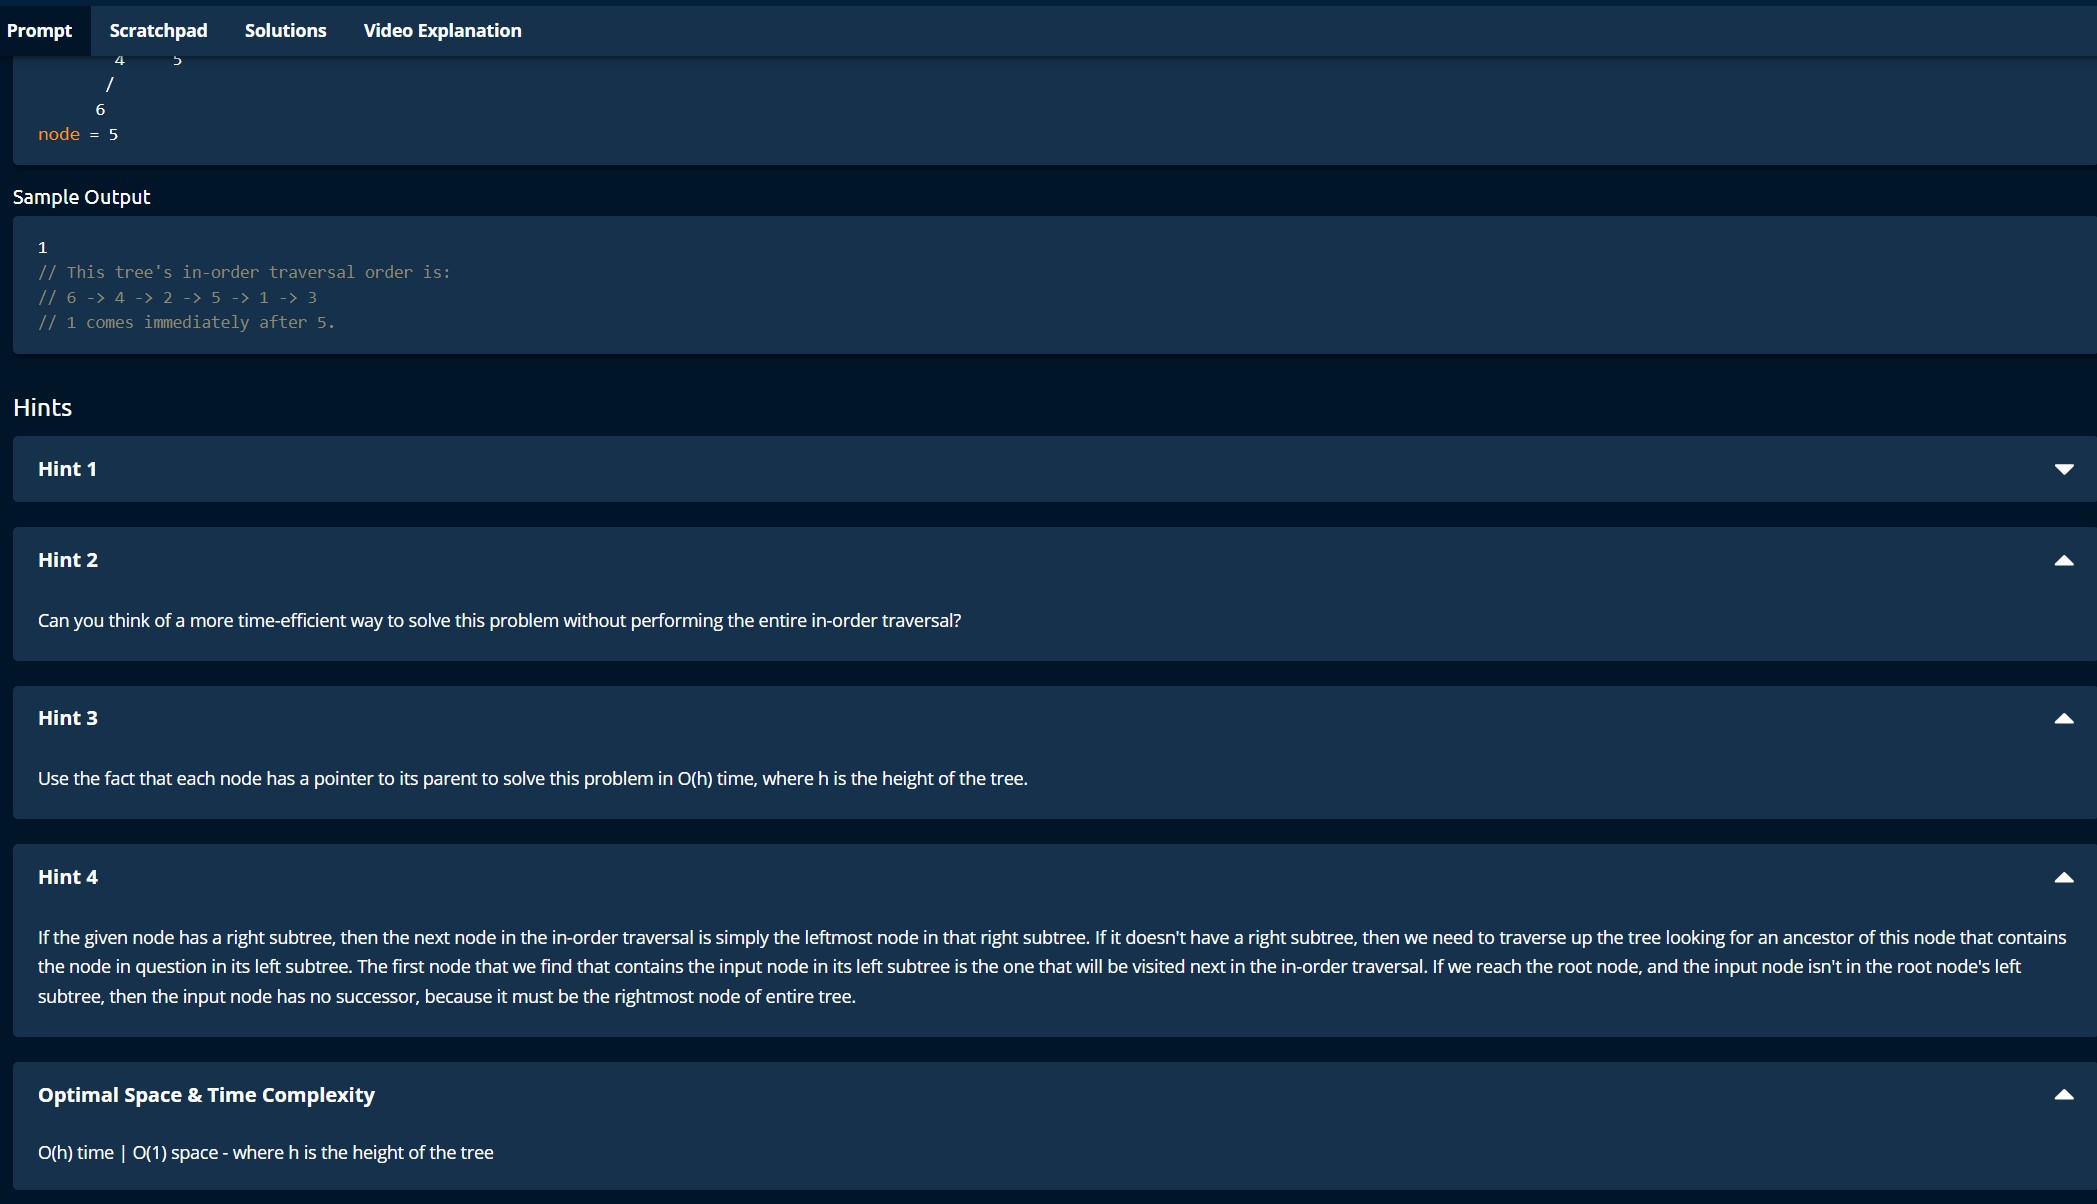 Prompt Scratchpad Solutions Video Explanation
4 5
/
6
node = 5
Sample Output
1
// This tree's in-order traversal order is:
// 6 -> 4 -> 2 -> 5 -> 1 -> 3
// 1 comes immediately after 5.
Hints
Hint 1
Hint 2
Can you think of a more time-efficient way to solve this problem without performing the entire in-order traversal?
Hint 3
Use the fact that each node has a pointer to its parent to solve this problem in O(h) time, where h is the height of the tree.
Hint 4
If the given node has a right subtree, then the next node in the in-order traversal is simply the leftmost node in that right subtree. If it doesn't have a right subtree, then we need to traverse up the tree looking for an ancestor of this node that contains
the node in question in its left subtree. The first node that we find that contains the input node in its left subtree is the one that will be visited next in the in-order traversal. If we reach the root node, and the input node isn't in the root node's left
subtree, then the input node has no successor, because it must be the rightmost node of entire tree.
Optimal Space & Time Complexity
O(h) time | O(1) space - where h is the height of the tree